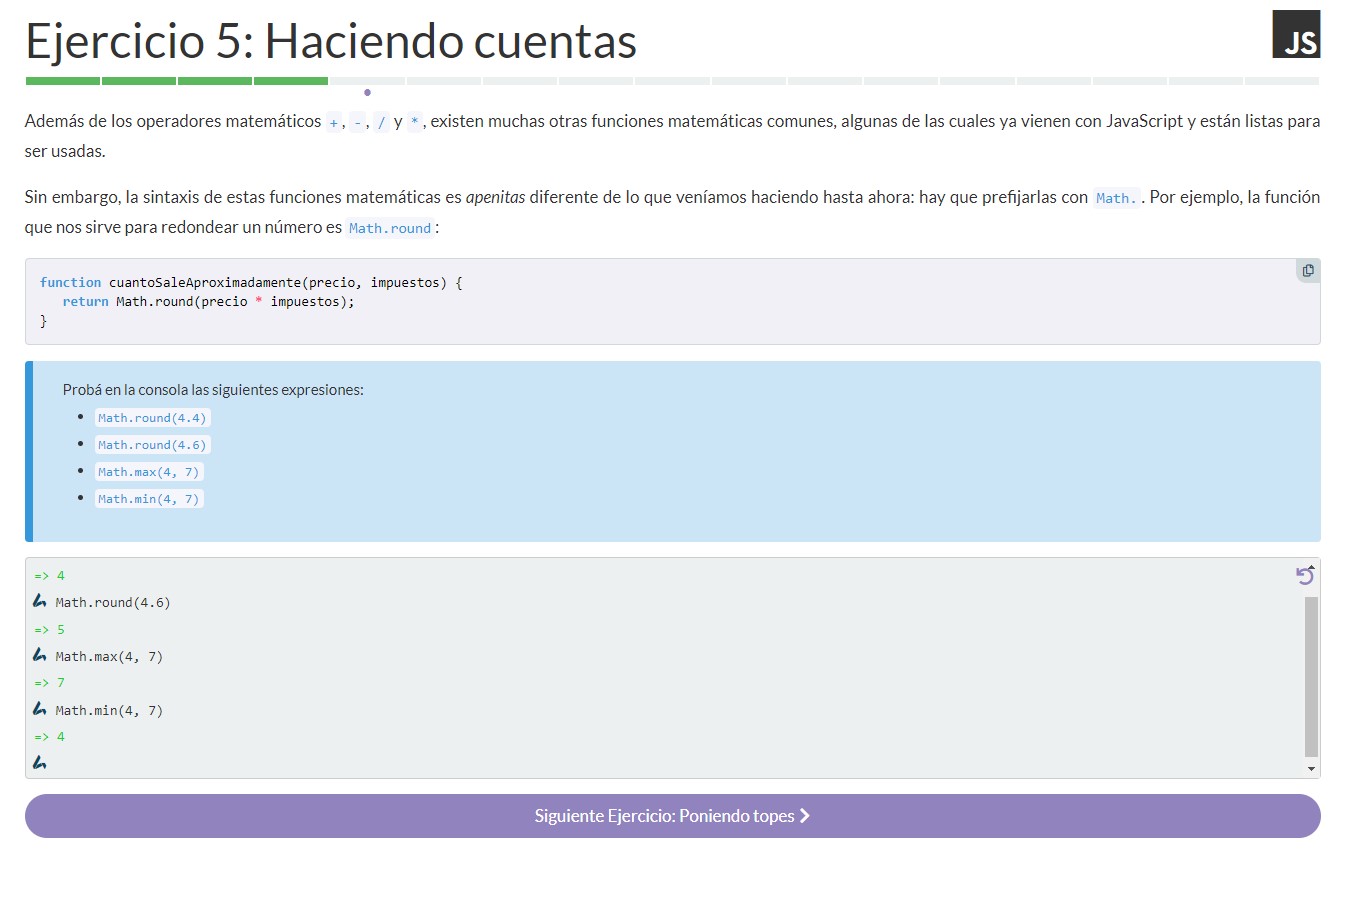 Ejercicio 5: Haciendo cuentas
JS
Además de los operadores matemáticos +, -, / y *, existen muchas otras funciones matemáticas comunes, algunas de las cuales ya vienen con JavaScript y están listas para
ser usadas.
Sin embargo, la sintaxis de estas funciones matemáticas es apenitas diferente de lo que veníamos haciendo hasta ahora: hay que prefijarlas con Math. . Por ejemplo, la función
que nos sirve para redondear un número es Math.round :
function cuantoSaleAproximadamente(precio, impuestos) {
return Math.round(precio * impuestos);
}
Probá en la consola las siguientes expresiones:
• Math.round(4.4)
• Math.round(4.6)
• Math.max(4, 7)
• Math.min(4, 7)
=> 4
Math.round(4.6)
=> 5
Math.max(4, 7)
=> 7
Math.min(4, 7)
=> 4
Siguiente Ejercicio: Poniendo topes